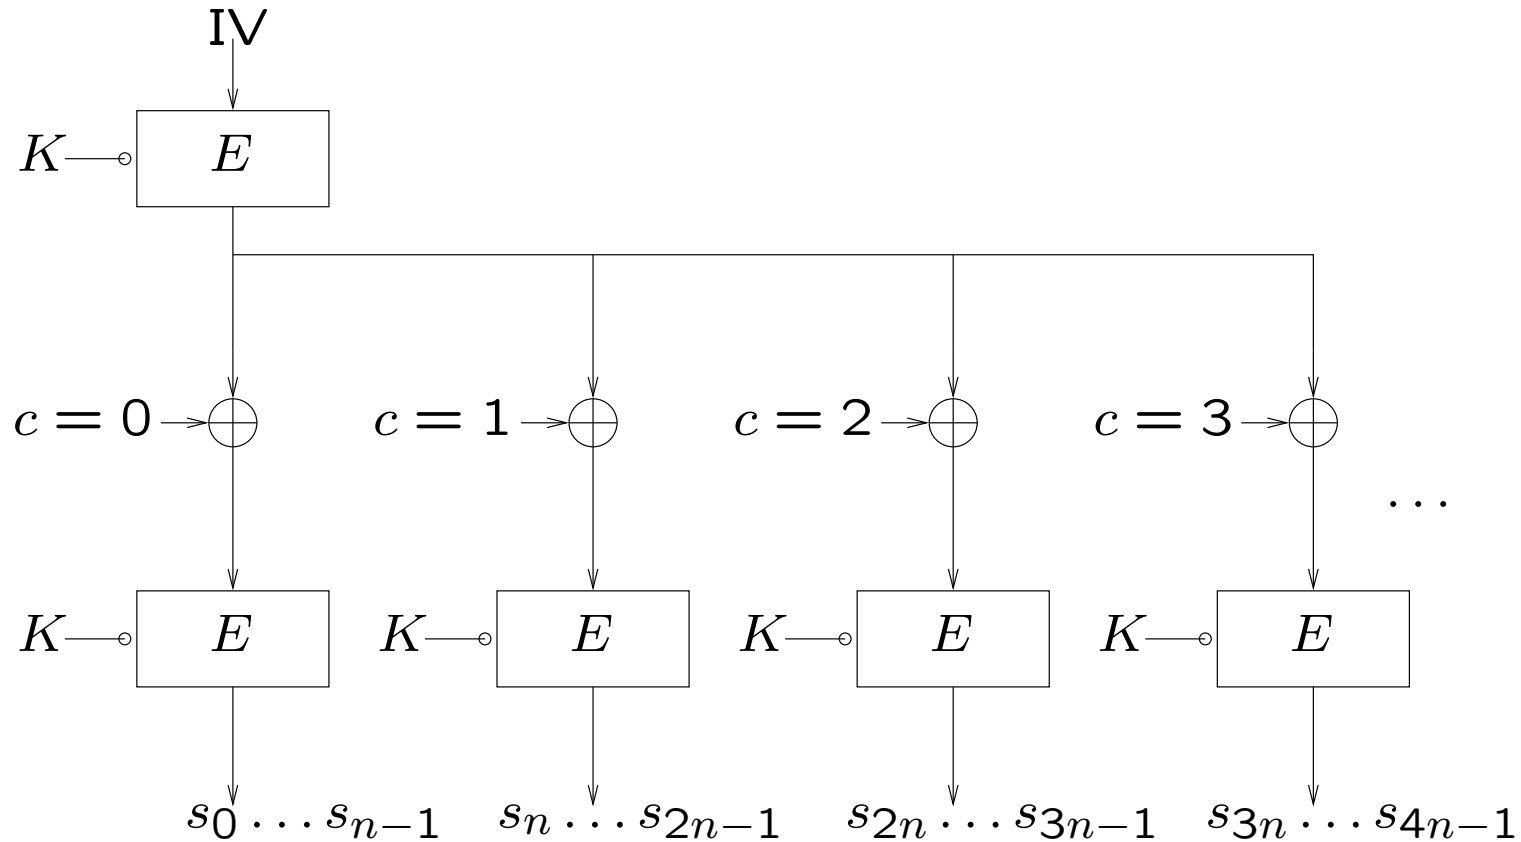 IV
K E
c = 0 c = 1 c = 2 c = 3
...
K E K E K E K E
s₀ … sₙ₋₁ sₙ … s₂ₙ₋₁ s₂ₙ … s₃ₙ₋₁ s₃ₙ … s₄ₙ₋₁